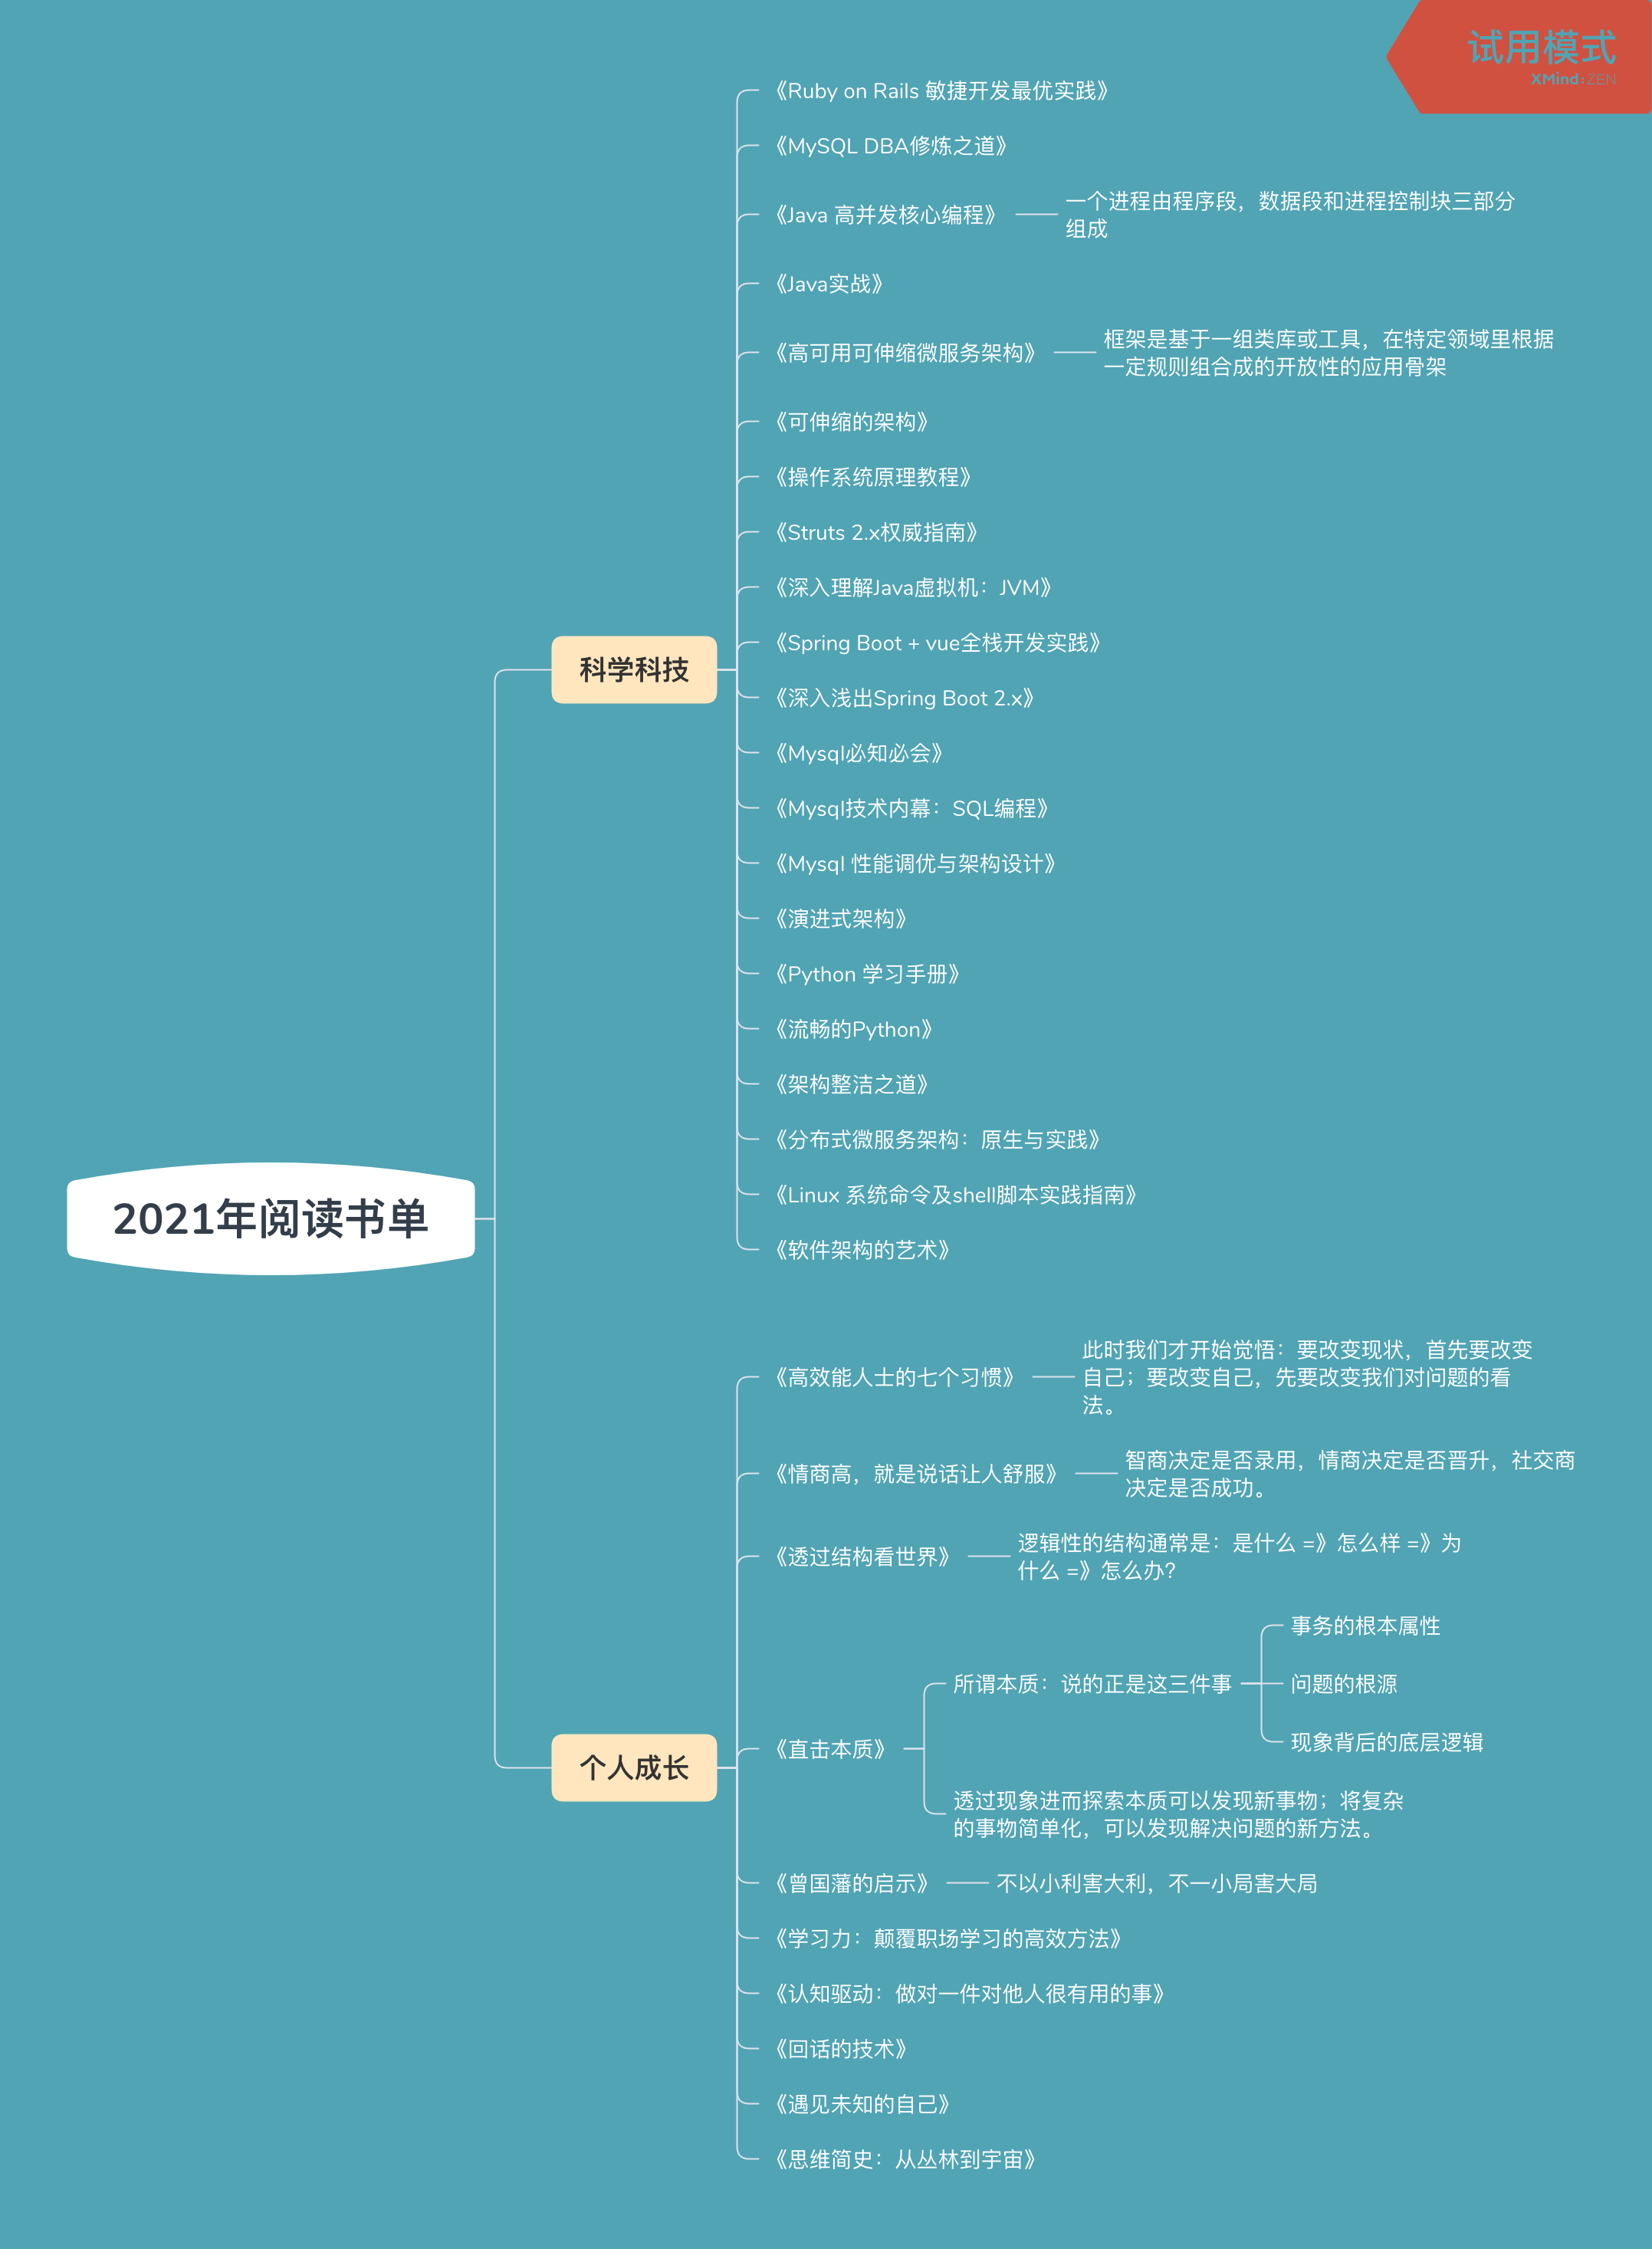 试用模式
XMind:ZEN
2021年阅读书单
科学科技
《Ruby on Rails 敏捷开发最优实践》
《MySQL DBA修炼之道》
《Java 高并发核心编程》
一个进程由程序段，数据段和进程控制块三部分
组成
《Java实战》
《高可用可伸缩微服务架构》
框架是基于一组类库或工具，在特定领域里根据
一定规则组合成的开放性的应用骨架
《可伸缩的架构》
《操作系统原理教程》
《Struts 2.x权威指南》
《深入理解Java虚拟机：JVM》
《Spring Boot + vue全栈开发实践》
《深入浅出Spring Boot 2.x》
《Mysql必知必会》
《Mysql技术内幕：SQL编程》
《Mysql 性能调优与架构设计》
《演进式架构》
《Python 学习手册》
《流畅的Python》
《架构整洁之道》
《分布式微服务架构：原生与实践》
《Linux 系统命令及shell脚本实践指南》
《软件架构的艺术》
个人成长
《高效能人士的七个习惯》
此时我们才开始觉悟：要改变现状，首先要改变
自己；要改变自己，先要改变我们对问题的看
法。
《情商高，就是说话让人舒服》
智商决定是否录用，情商决定是否晋升，社交商
决定是否成功。
《透过结构看世界》
逻辑性的结构通常是：是什么 =》怎么样 =》为
什么 =》怎么办?
《直击本质》
所谓本质：说的正是这三件事
事务的根本属性
问题的根源
现象背后的底层逻辑
透过现象进而探索本质可以发现新事物；将复杂
的事物简单化，可以发现解决问题的新方法。
《曾国藩的启示》
不以小利害大利，不一小局害大局
《学习力：颠覆职场学习的高效方法》
《认知驱动：做对一件对他人很有用的事》
《回话的技术》
《遇见未知的自己》
《思维简史：从丛林到宇宙》